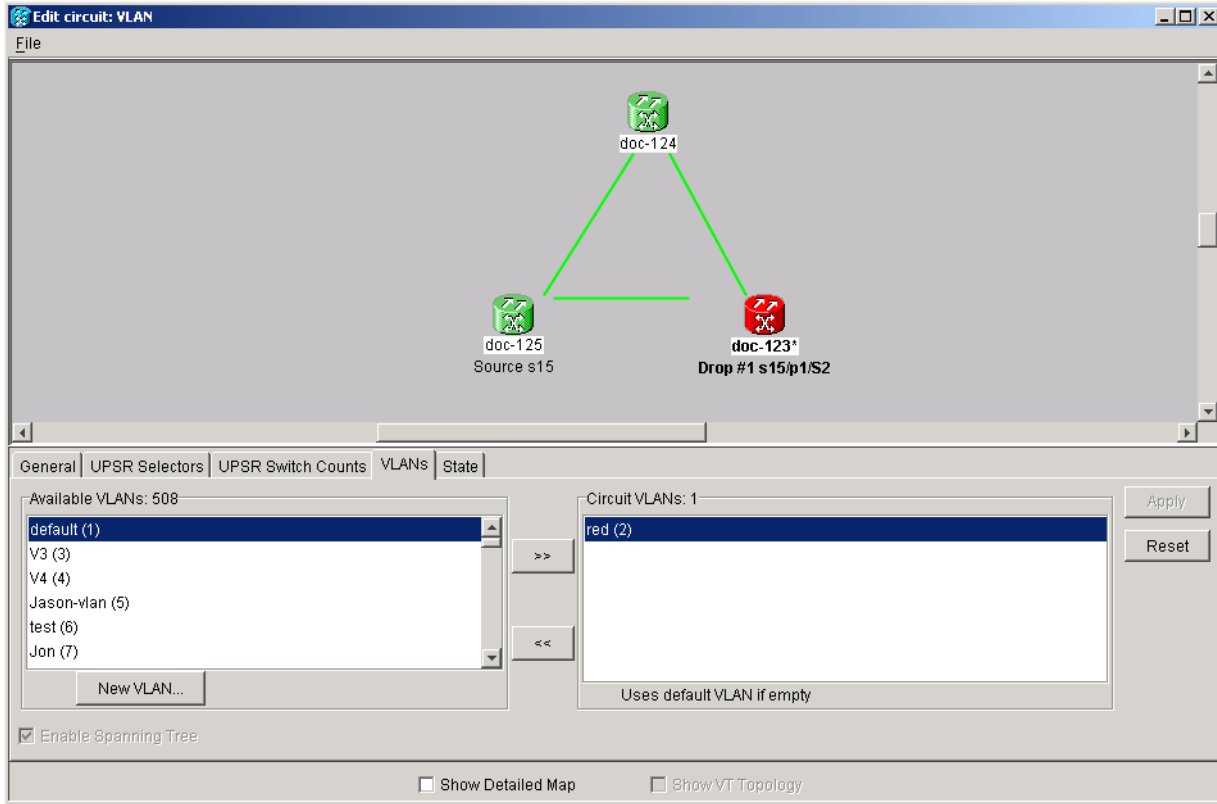 Edit circuit: VLAN
File
doc-124
doc-125
Source s15
doc-123*
Drop #1 s15/p1/S2
General UPSR Selectors UPSR Switch Counts VLANs State
Available VLANs: 508
default (1)
V3 (3)
V4 (4)
Jason-vlan (5)
test (6)
Jon (7)
New VLAN...
>>
<<
Circuit VLANs: 1
red (2)
Uses default VLAN if empty
Apply
Reset
Enable Spanning Tree
Show Detailed Map Show VT Topology